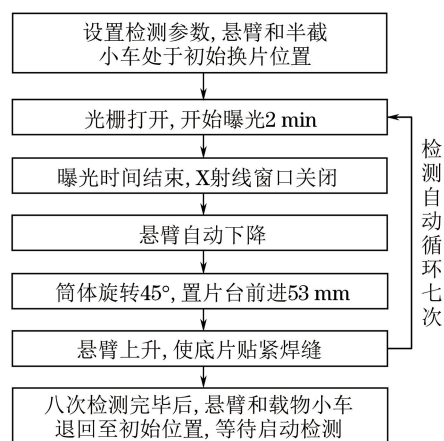 设置检测参数,悬臂和半截
小车处于初始换片位置
光栅打开,开始曝光2 min
曝光时间结束,X射线窗口关闭
悬臂自动下降
筒体旋转45°,置片台前进53 mm
悬臂上升,使底片贴紧焊缝
八次检测完毕后,悬臂和载物小车
退回至初始位置,等待启动检测
检测自动循环七次